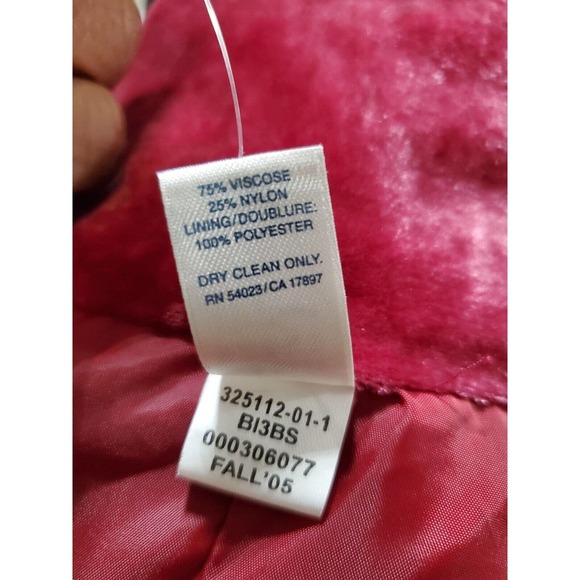 75% VISCOSE
25% NYLON
LINING/DOUBLURE:
100% POLYESTER
DRY CLEAN ONLY.
RN 54023/CA 17897
325112-01-1
BI3BS
000306077
FALL'05